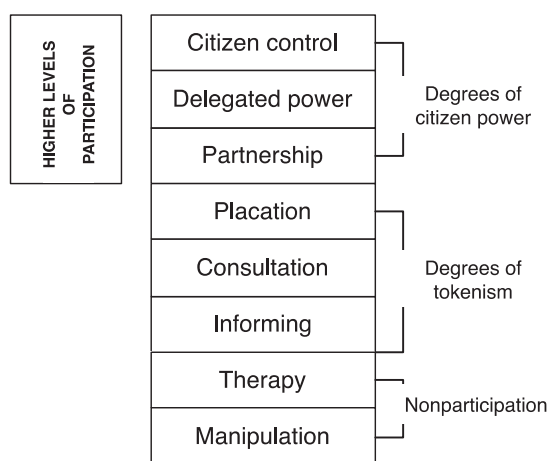 HIGHER LEVELS
OF
PARTICIPATION
Citizen control
Delegated power
Partnership
Placation
Consultation
Informing
Therapy
Manipulation
Degrees of
citizen power
Degrees of
tokenism
Nonparticipation